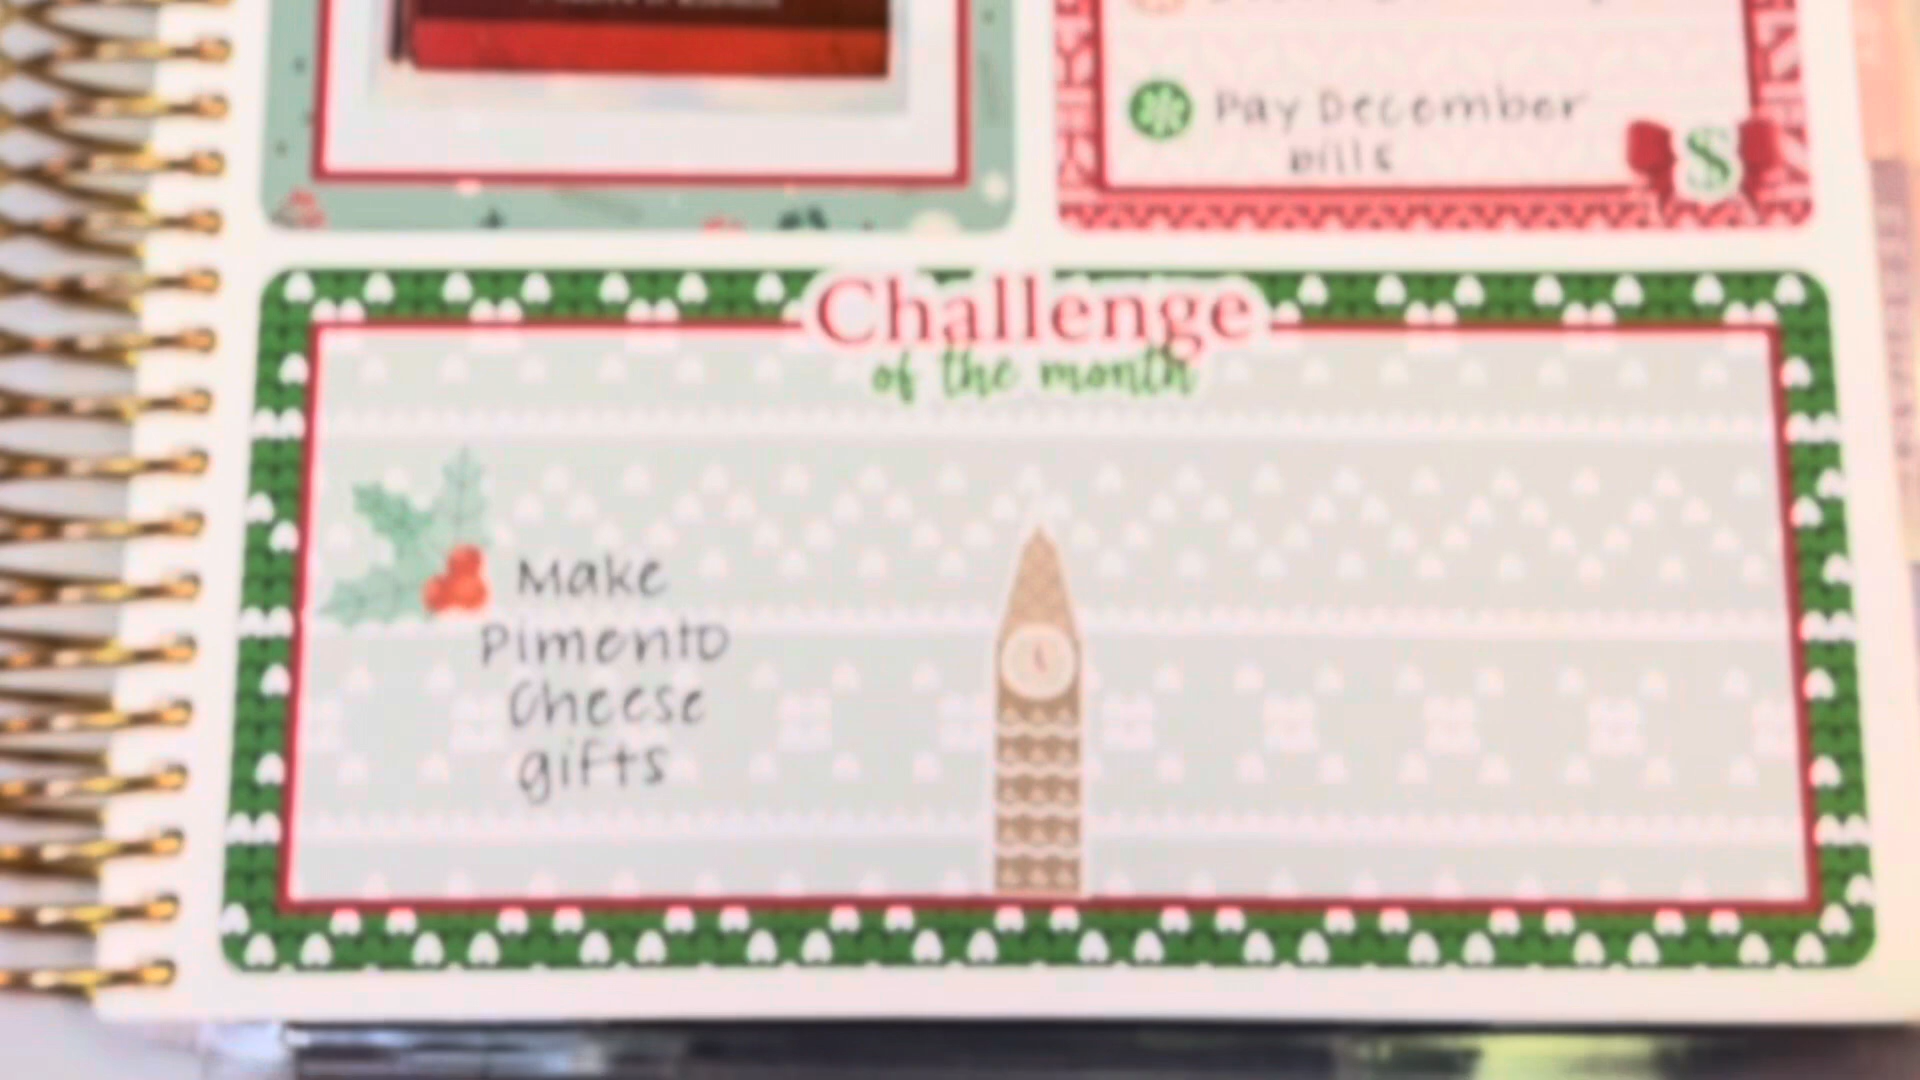 Pay December
bills
$
Challenge
of the month
Make
Pimento
Cheese
gifts